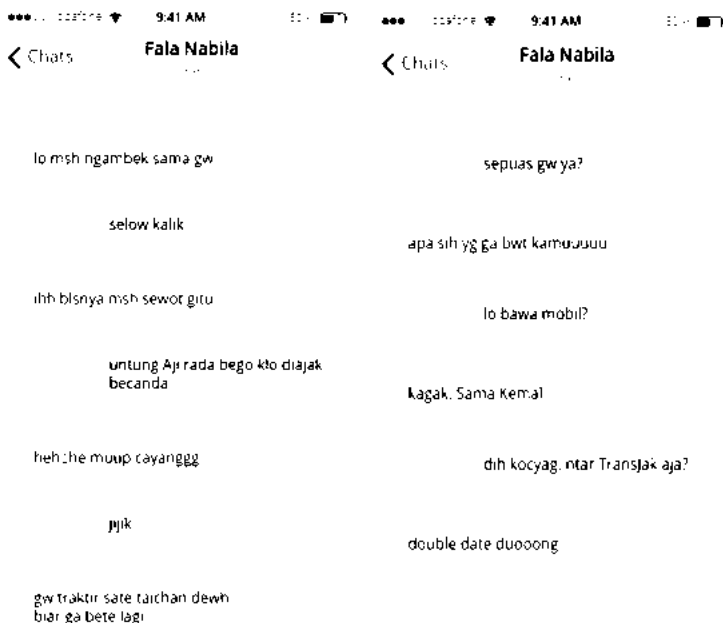 9:41 AM
Chats
Fala Nabila
lo msh ngambek sama gw
selow kalik
ihh blsnya msh sewot gitu
untung Aji rada bego klo diajak
becanda
hehehe muup cayanggg
jijik
gw traktir sate taichan dewh
biar ga bete lagi
9:41 AM
Chats
Fala Nabila
sepuas gw ya?
apa sih yg ga bwt kamuuuuu
lo bawa mobil?
kagak. Sama Kemal
dih kocyag. ntar TransJak aja?
double date duooong